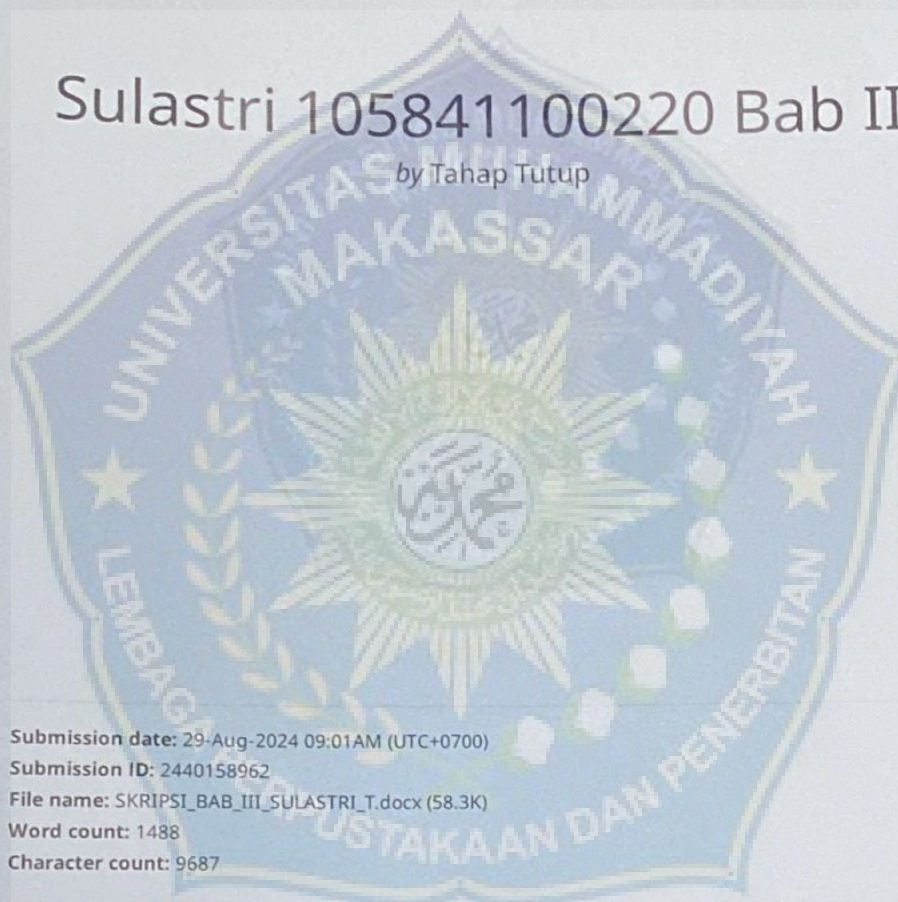 Sulastri 105841100220 Bab II
by Tahap Tutup
UNIVERSITAS MUHAMMADIYAH
MAKASSAR
محمد
LEMBAGA PERPUSTAKAAN DAN PENERBITAN
Submission date: 29-Aug-2024 09:01AM (UTC+0700)
Submission ID: 2440158962
File name: SKRIPSI_BAB_III_SULASTRI_T.docx (58.3K)
Word count: 1488
Character count: 9687